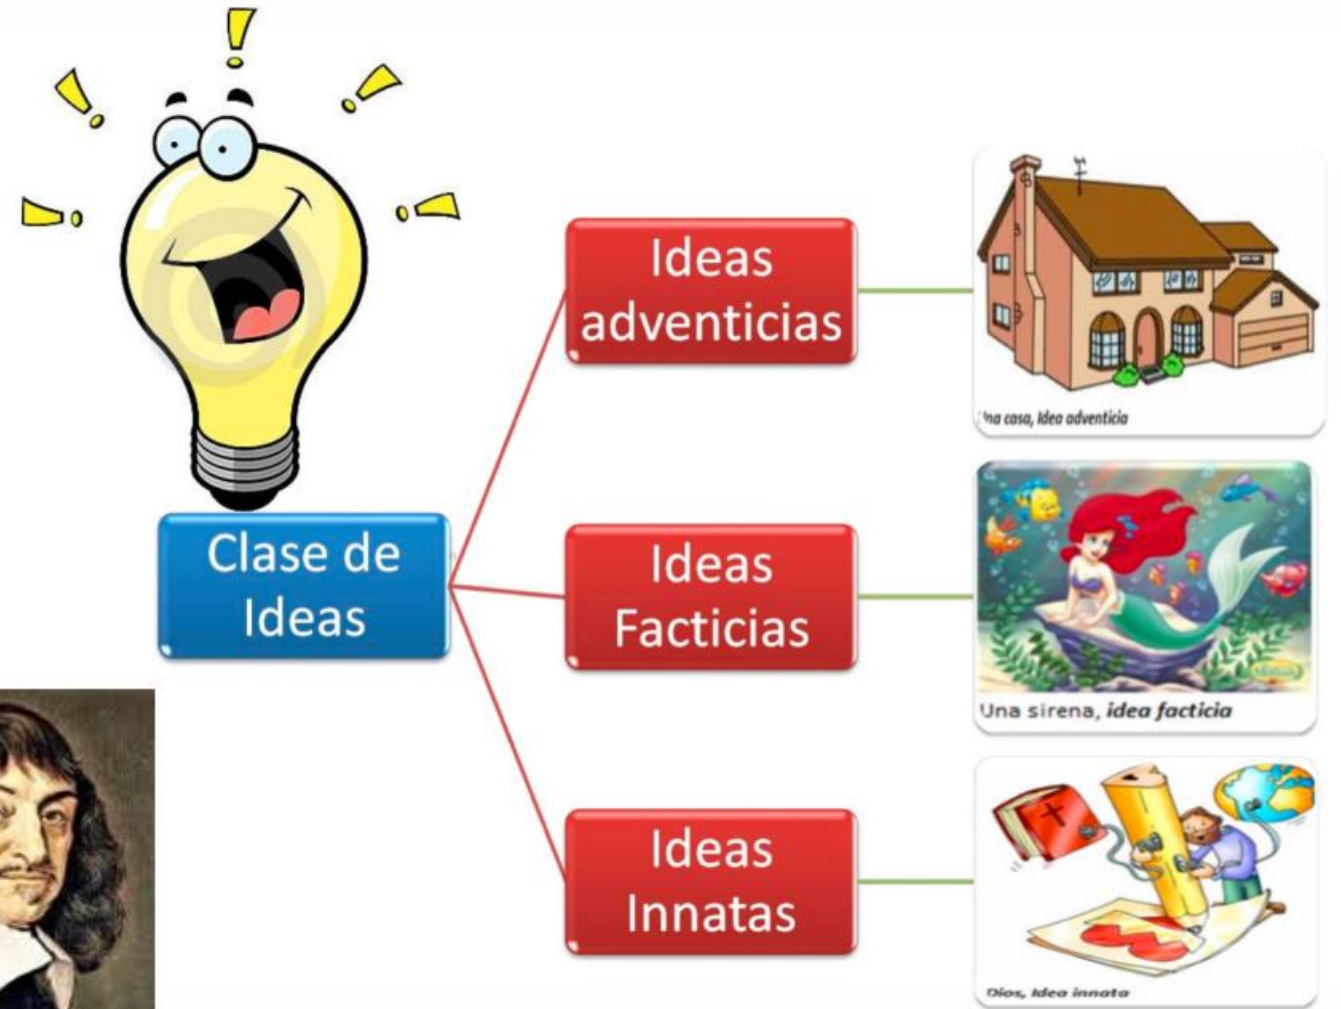 Clase de
Ideas
Ideas
adventicias
Una casa, Idea adventicia
Ideas
Facticias
Una sirena, idea facticia
Ideas
Innatas
Dios, Idea innata